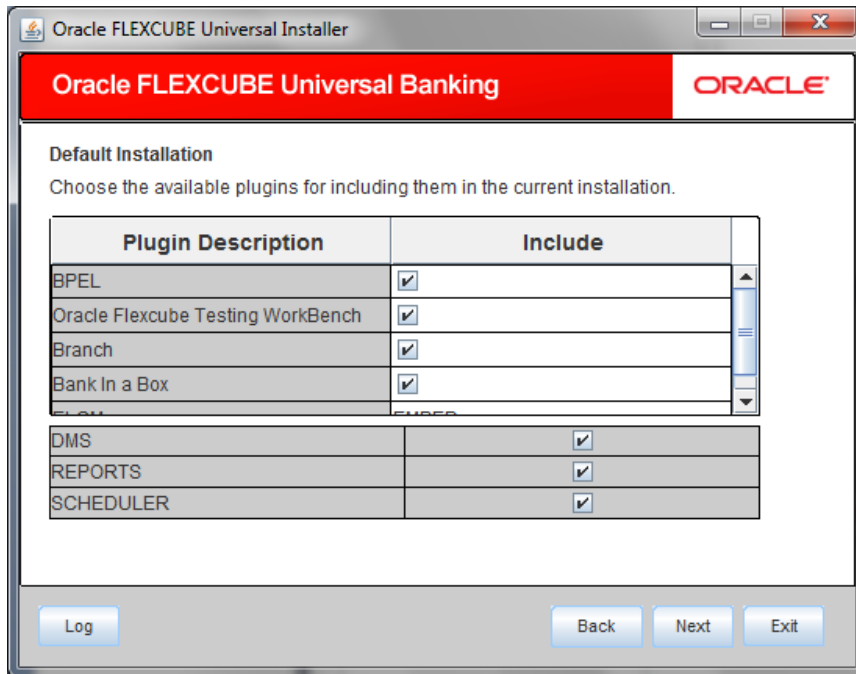 Oracle FLEXCUBE Universal Installer
Oracle FLEXCUBE Universal Banking
ORACLE
Default Installation
Choose the available plugins for including them in the current installation.
Plugin Description Include
BPEL
Oracle Flexcube Testing WorkBench
Branch
Bank In a Box
DMS
REPORTS
SCHEDULER
Log Back Next Exit